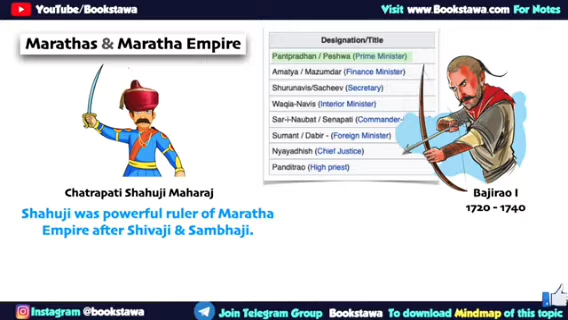 YouTube/Bookstawa
Visit www.Bookstawa.com For Notes
Marathas & Maratha Empire
Designation/Title
Pantpradhan / Peshwa (Prime Minister)
Amatya / Mazumdar (Finance Minister)
Shurunavis/Sacheev (Secretary)
Waqia-Navis (Interior Minister)
Sar-i-Naubat / Senapati (Commander-
Sumant / Dabir - (Foreign Minister)
Nyayadhish (Chief Justice)
Panditrao (High priest)
Chatrapati Shahuji Maharaj
Shahuji was powerful ruler of Maratha
Empire after Shivaji & Sambhaji.
Bajirao I
1720 - 1740
Instagram @bookstawa
Join Telegram Group Bookstawa To download Mindmap of this topic